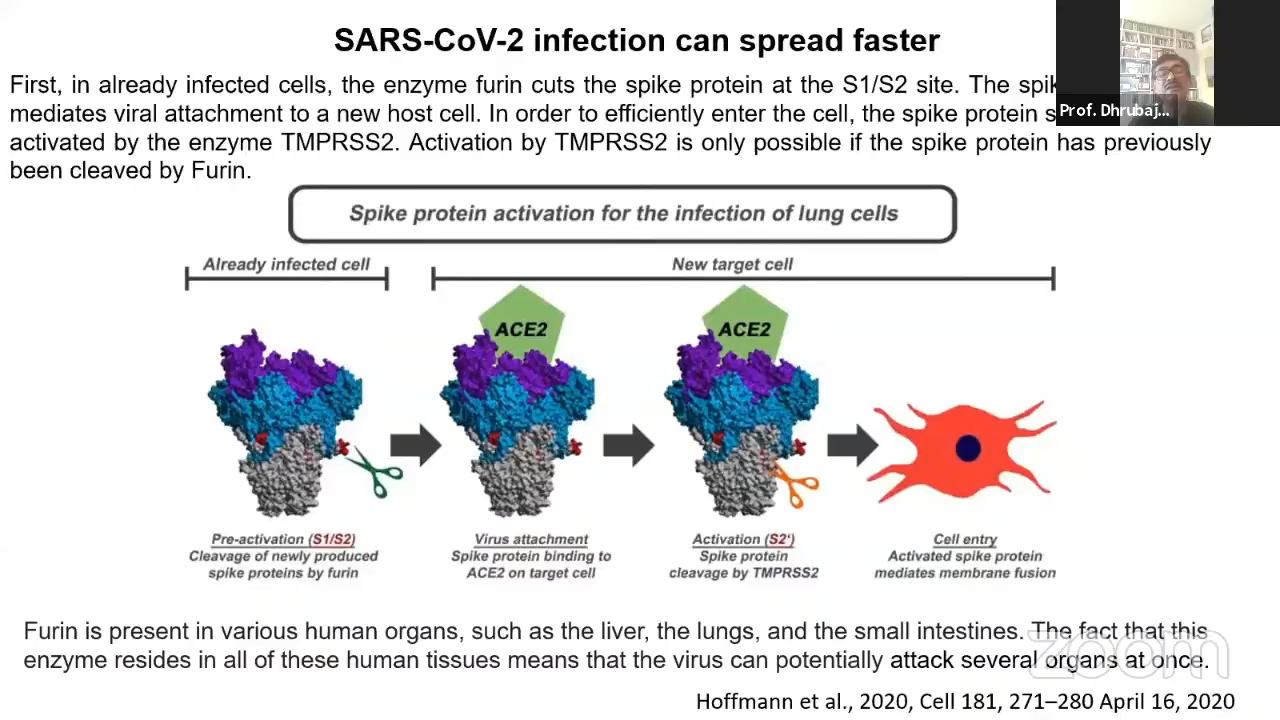 SARS-CoV-2 infection can spread faster
First, in already infected cells, the enzyme furin cuts the spike protein at the S1/S2 site. The
mediates viral attachment to a new host cell. In order to efficiently enter the cell, the spike protein
activated by the enzyme TMPRSS2. Activation by TMPRSS2 is only possible if the spike protein has previously
been cleaved by Furin.
Prof. Dhrubaj...
Spike protein activation for the infection of lung cells
Already infected cell
New target cell
ACE2
ACE2
Pre-activation (S1/S2)
Cleavage of newly produced
spike proteins by furin
Virus attachment
Spike protein binding to
ACE2 on target cell
Activation (S2‘)
Spike protein
cleavage by TMPRSS2
Cell entry
Activated spike protein
mediates membrane fusion
Furin is present in various human organs, such as the liver, the lungs, and the small intestines. The fact that this
enzyme resides in all of these human tissues means that the virus can potentially attack several organs at once.
zoom
Hoffmann et al., 2020, Cell 181, 271–280 April 16, 2020